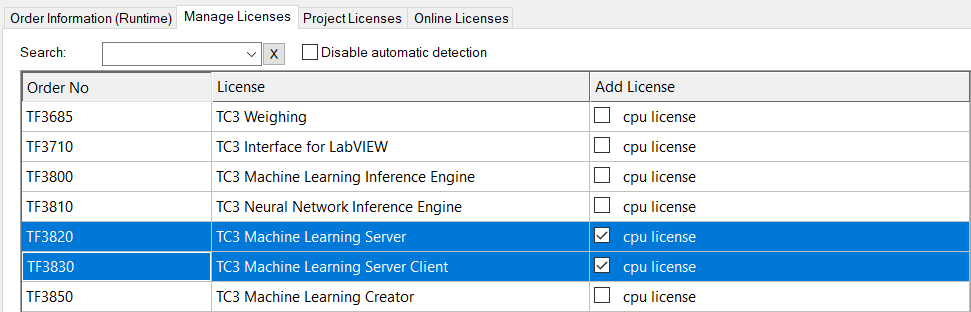 Order Information (Runtime) Manage Licenses Project Licenses Online Licenses
Search: X Disable automatic detection
Order No License Add License
TF3685 TC3 Weighing cpu license
TF3710 TC3 Interface for LabVIEW cpu license
TF3800 TC3 Machine Learning Inference Engine cpu license
TF3810 TC3 Neural Network Inference Engine cpu license
TF3820 TC3 Machine Learning Server cpu license
TF3830 TC3 Machine Learning Server Client cpu license
TF3850 TC3 Machine Learning Creator cpu license